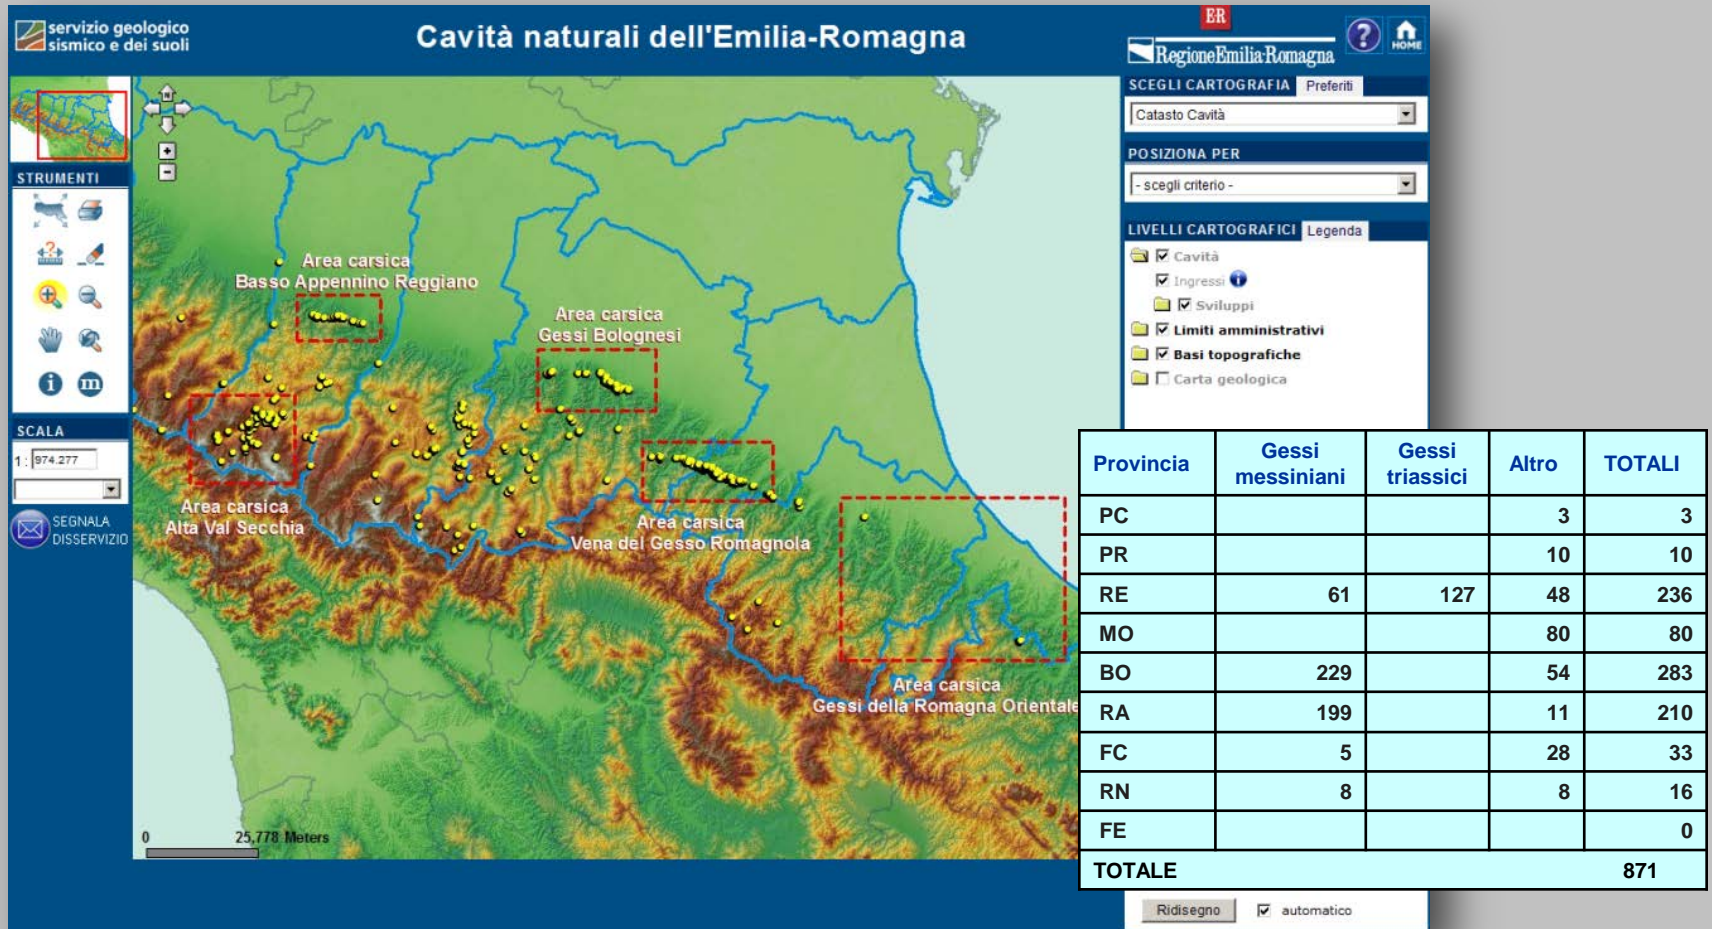 servizio geologico
sismico e dei suoli
Cavità naturali dell'Emilia-Romagna
E·R
RegioneEmilia·Romagna
?
HOME
SCEGLI CARTOGRAFIA Preferiti
Catasto Cavità
POSIZIONA PER
- scegli criterio -
LIVELLI CARTOGRAFICI Legenda
Cavità
Ingressi i
Sviluppi
Limiti amministrativi
Basi topografiche
Carta geologica
STRUMENTI
i m
SCALA
1 : 974.277
SEGNALA
DISSERVIZIO
N
+
-
Area carsica
Basso Appennino Reggiano
Area carsica
Gessi Bolognesi
Area carsica
Alta Val Secchia
Area carsica
Vena del Gesso Romagnola
Area carsica
Gessi della Romagna Orientale
0 25,778 Meters
Provincia Gessi messiniani Gessi triassici Altro TOTALI
PC 3 3
PR 10 10
RE 61 127 48 236
MO 80 80
BO 229 54 283
RA 199 11 210
FC 5 28 33
RN 8 8 16
FE 0
TOTALE 871
Ridisegno automatico